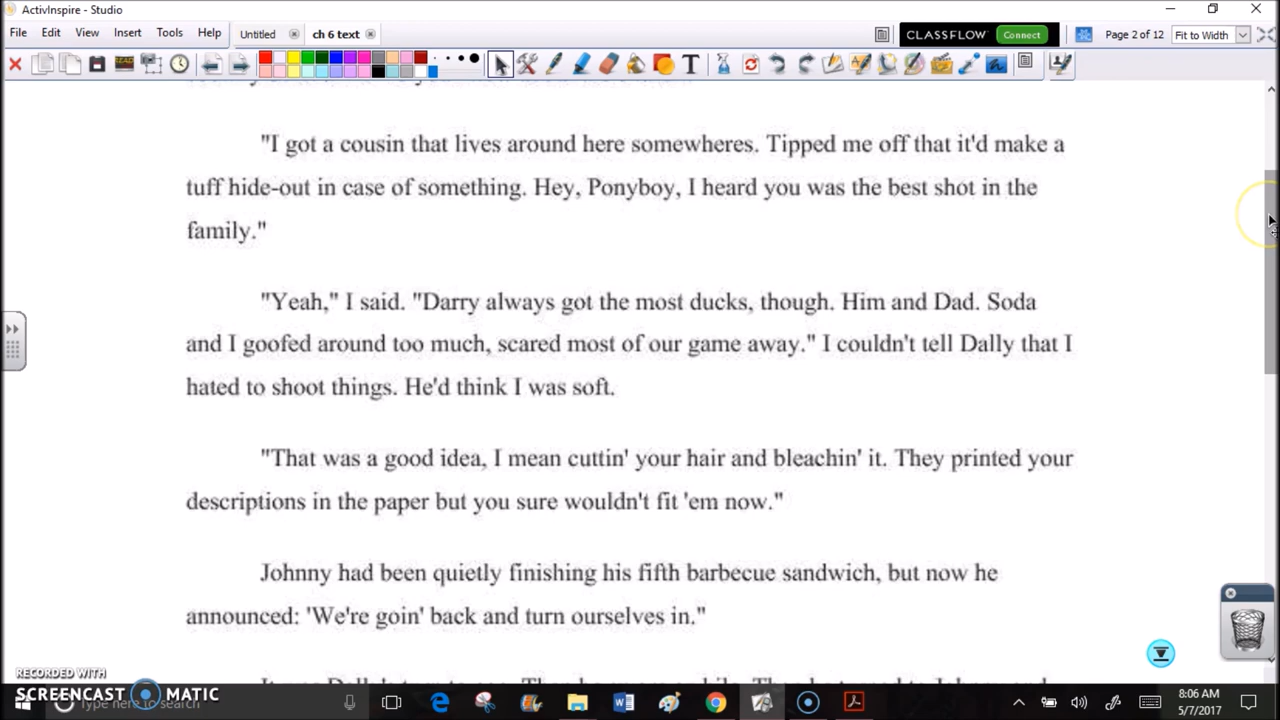 ActivInspire - Studio
File Edit View Insert Tools Help Untitled ch 6 text CLASSFLOW Connect Page 2 of 12 Fit to Width
"I got a cousin that lives around here somewheres. Tipped me off that it'd make a
tuff hide-out in case of something. Hey, Ponyboy, I heard you was the best shot in the
family."
"Yeah," I said. "Darry always got the most ducks, though. Him and Dad. Soda
and I goofed around too much, scared most of our game away." I couldn't tell Dally that I
hated to shoot things. He'd think I was soft.
"That was a good idea, I mean cuttin' your hair and bleachin' it. They printed your
descriptions in the paper but you sure wouldn't fit 'em now."
Johnny had been quietly finishing his fifth barbecue sandwich, but now he
announced: 'We're goin' back and turn ourselves in."
RECORDED WITH
SCREENCAST MATIC
Type here to search
8:06 AM
5/7/2017